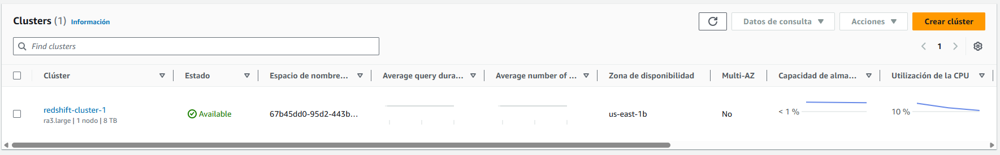 Clusters (1) Información
Datos de consulta
Acciones
Crear clúster
Find clusters
1
Clúster Estado Espacio de nombre... Average query dura... Average number of ... Zona de disponibilidad Multi-AZ Capacidad de alma... Utilización de la CPU
redshift-cluster-1
ra3.large | 1 nodo | 8 TB
Available 67b45dd0-95d2-443b... us-east-1b No < 1 % 10 %